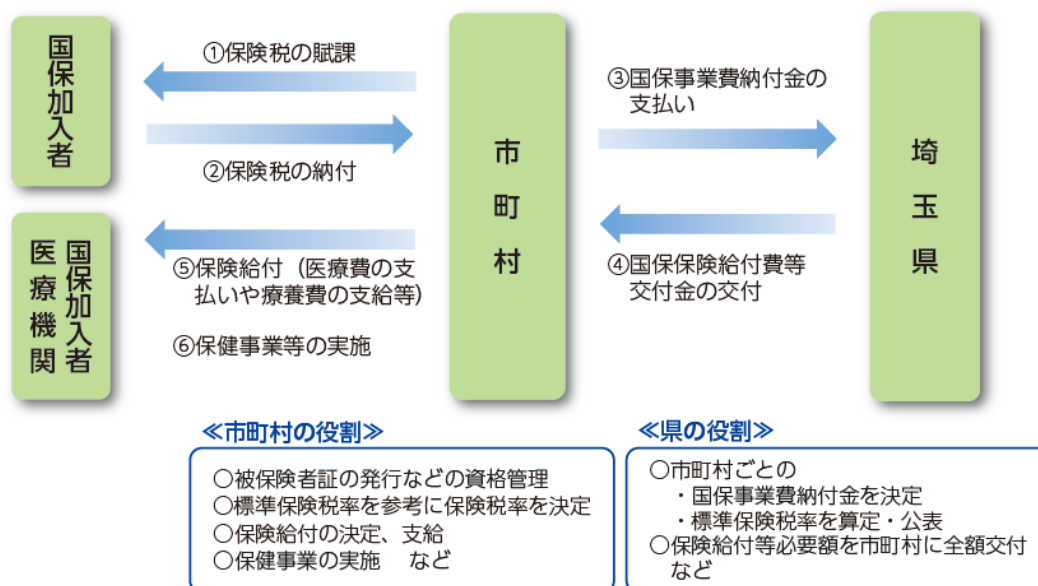 国保加入者
①保険税の賦課
②保険税の納付
国保加入者
医療機関
⑤保険給付（医療費の支
払いや療養費の支給等）
⑥保健事業等の実施
市町村
③国保事業費納付金の
支払い
④国保保険給付費等
交付金の交付
埼玉県
≪市町村の役割≫
○被保険者証の発行などの資格管理
○標準保険税率を参考に保険税率を決定
○保険給付の決定、支給
○保健事業の実施　など
≪県の役割≫
○市町村ごとの
・国保事業費納付金を決定
・標準保険税率を算定・公表
○保険給付等必要額を市町村に全額交付
など